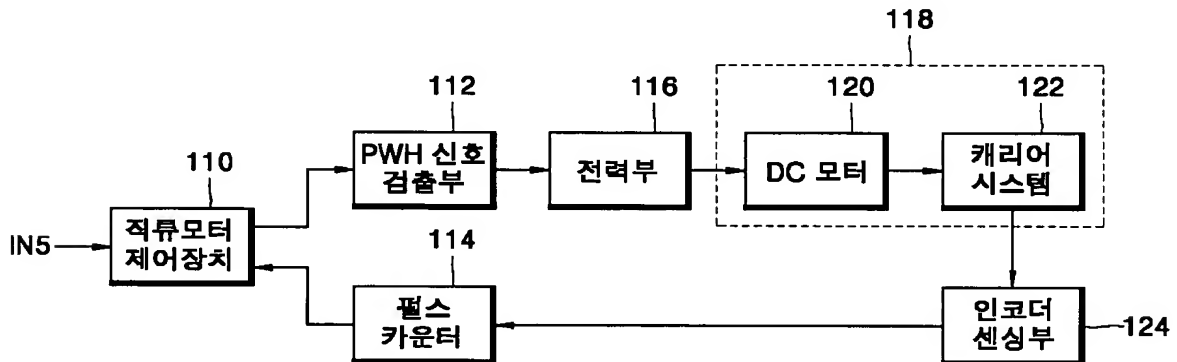 118
112
116
120
122
110
PWH 신호
검출부
전력부
DC 모터
캐리어
시스템
IN5
직류모터
제어장치
114
펄스
카운터
인코더
센싱부
124